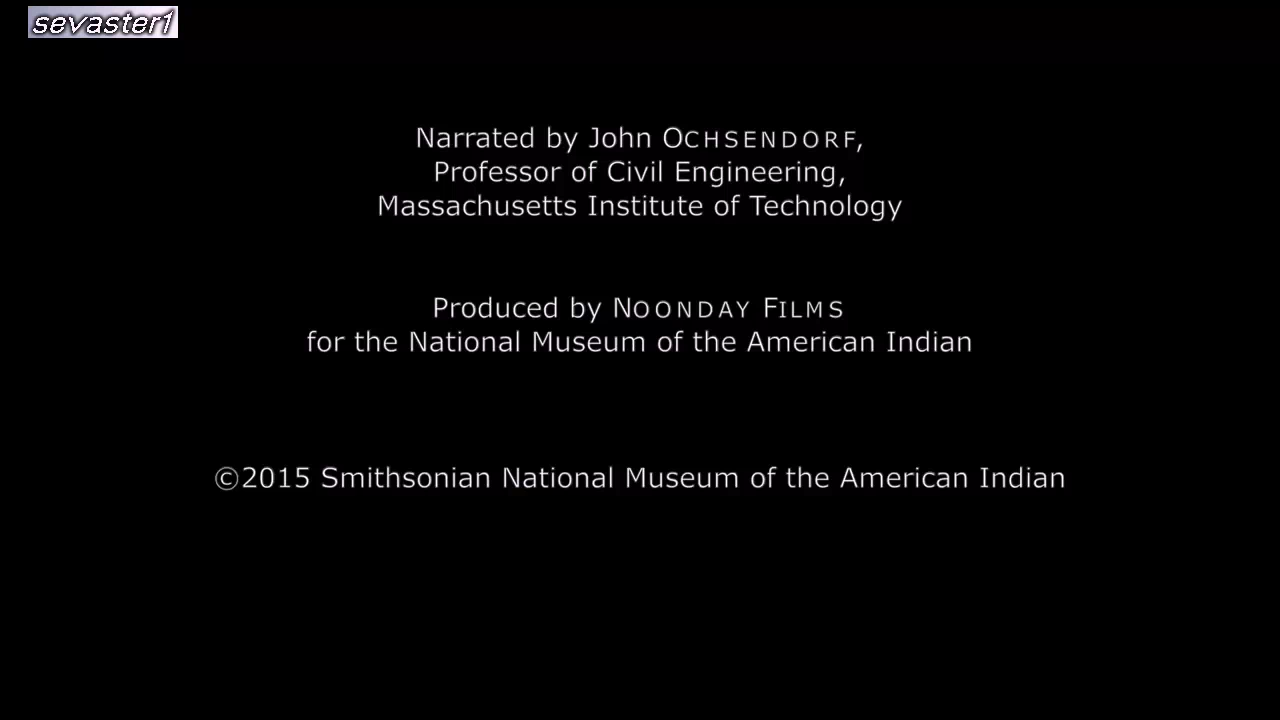 sevaster1
Narrated by John OCHSENDORF,
Professor of Civil Engineering,
Massachusetts Institute of Technology
Produced by NOONDAY FILMS
for the National Museum of the American Indian
©2015 Smithsonian National Museum of the American Indian